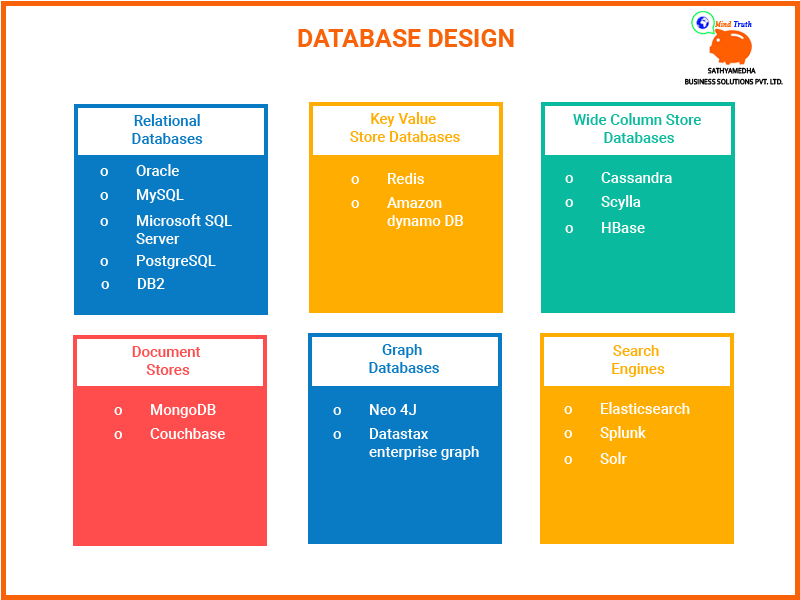 DATABASE DESIGN
Mind Truth
SATHYAMEDHA
BUSINESS SOLUTIONS PVT. LTD.
Relational
Databases
o Oracle
o MySQL
o Microsoft SQL
Server
o PostgreSQL
o DB2
Key Value
Store Databases
o Redis
o Amazon
dynamo DB
Wide Column Store
Databases
o Cassandra
o Scylla
o HBase
Document
Stores
o MongoDB
o Couchbase
Graph
Databases
o Neo 4J
o Datastax
enterprise graph
Search
Engines
o Elasticsearch
o Splunk
o Solr